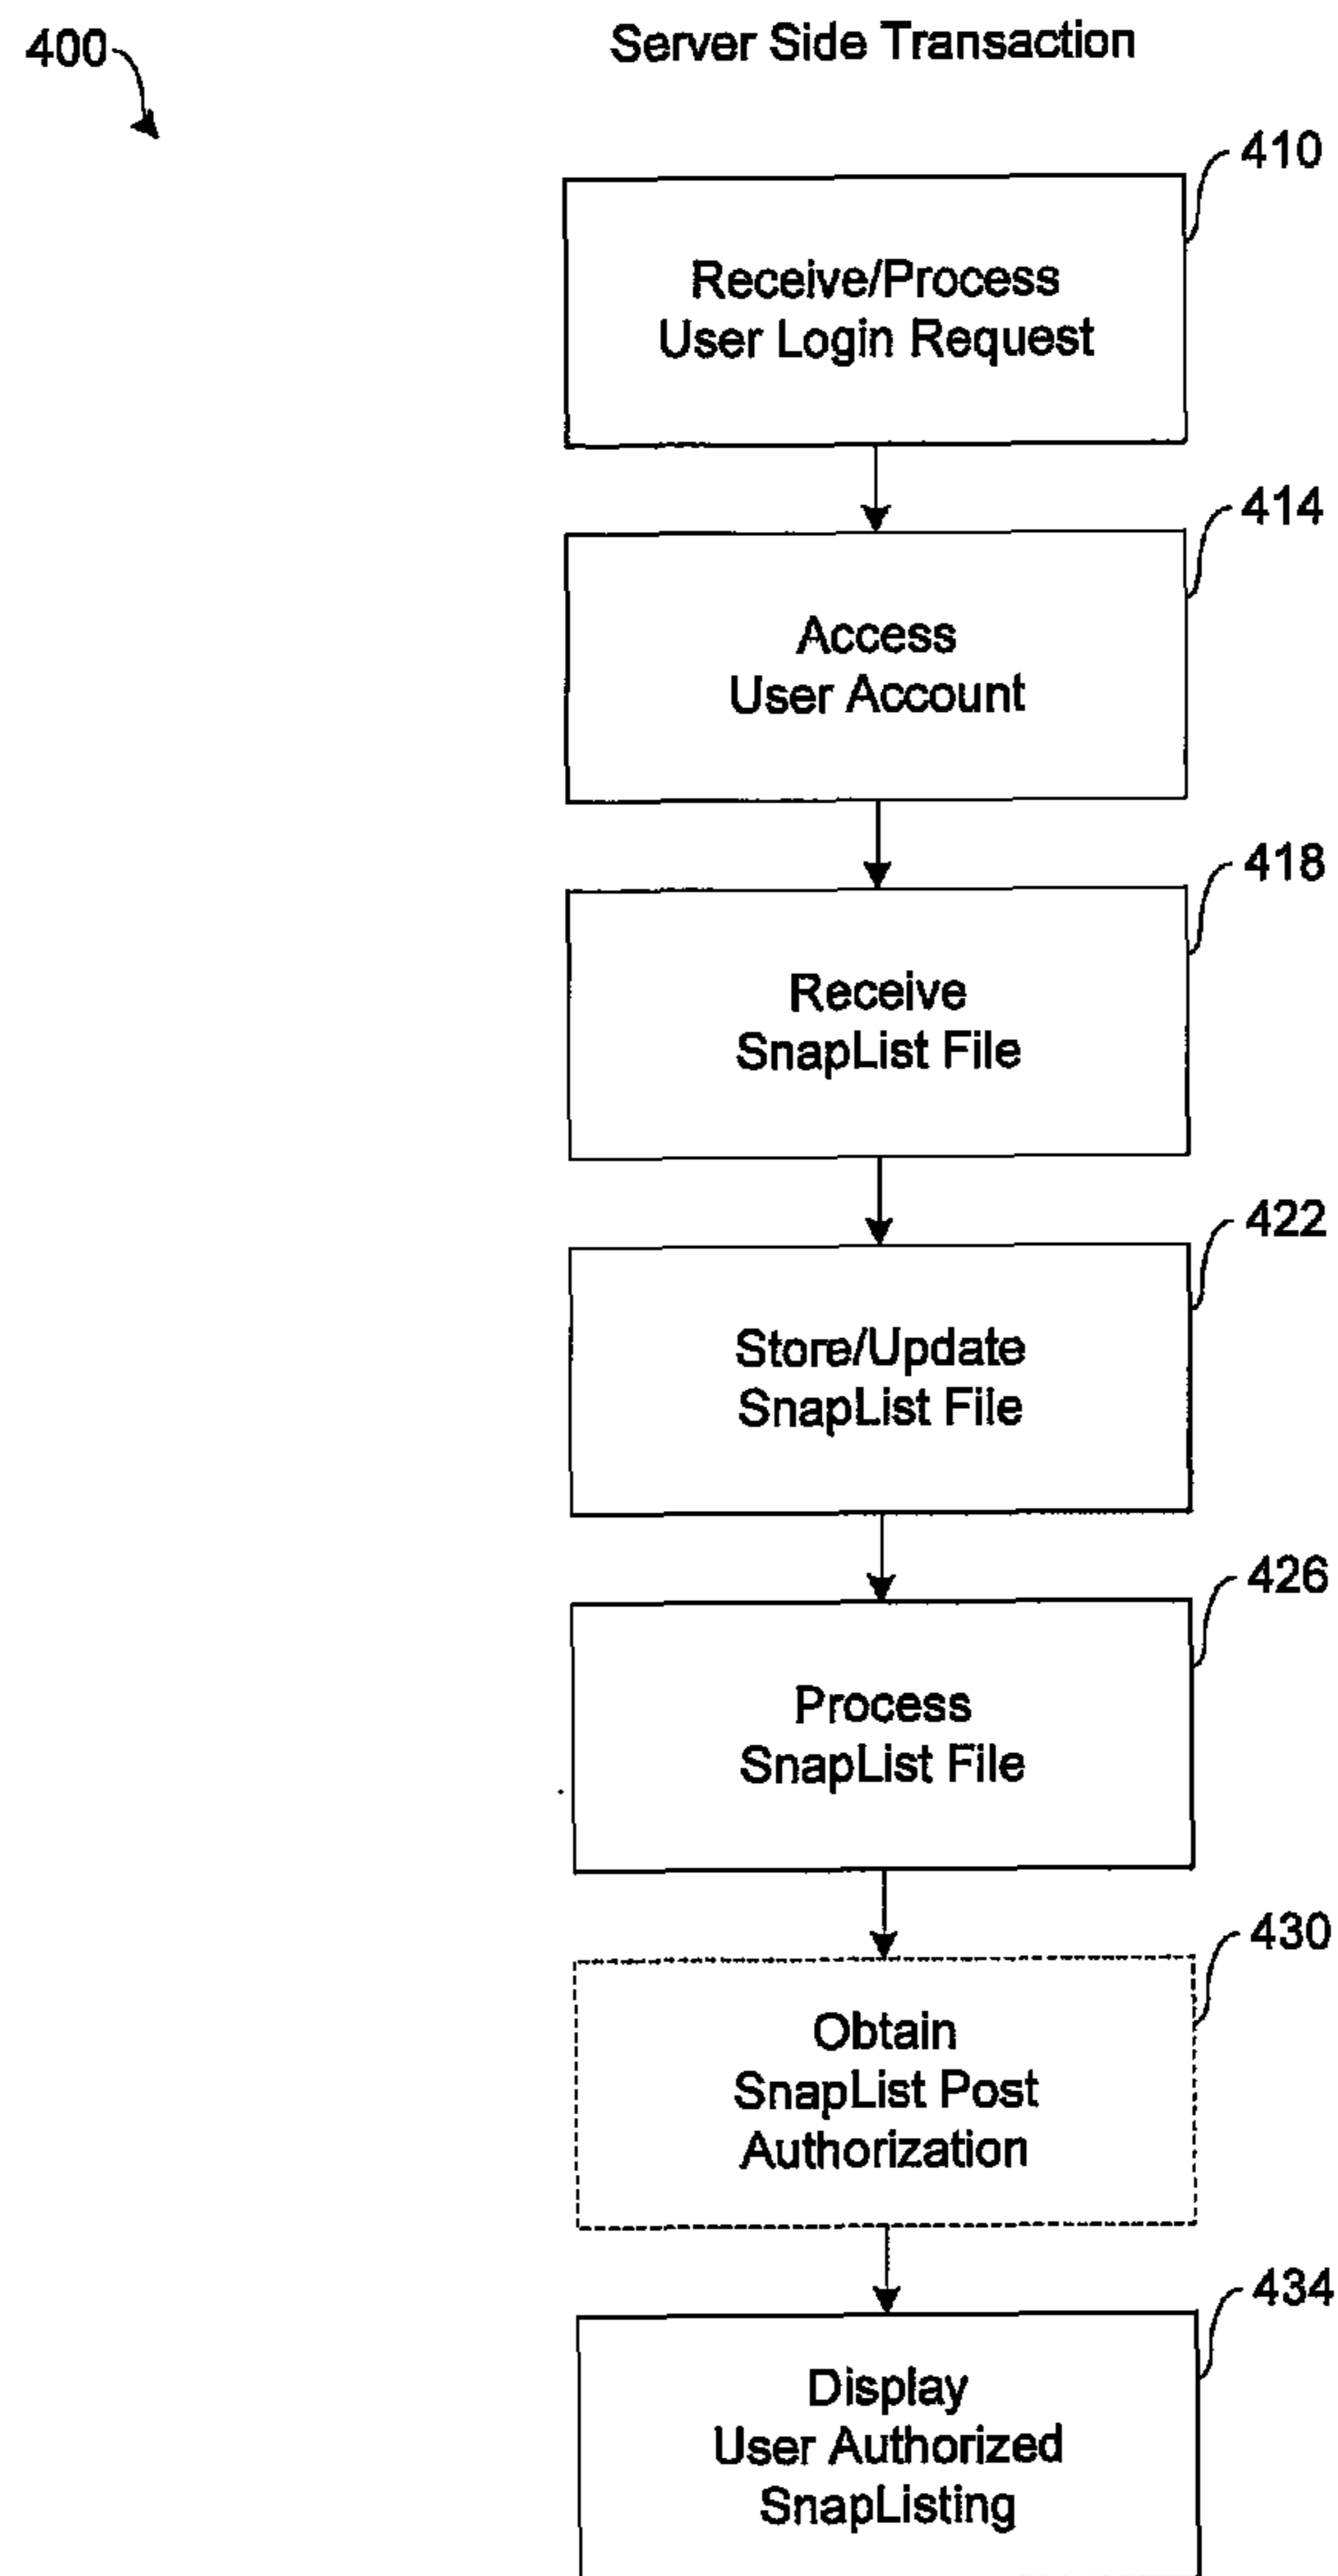 400
Server Side Transaction
410
Receive/Process
User Login Request
414
Access
User Account
418
Receive
SnapList File
422
Store/Update
SnapList File
426
Process
SnapList File
430
Obtain
SnapList Post
Authorization
434
Display
User Authorized
SnapListing